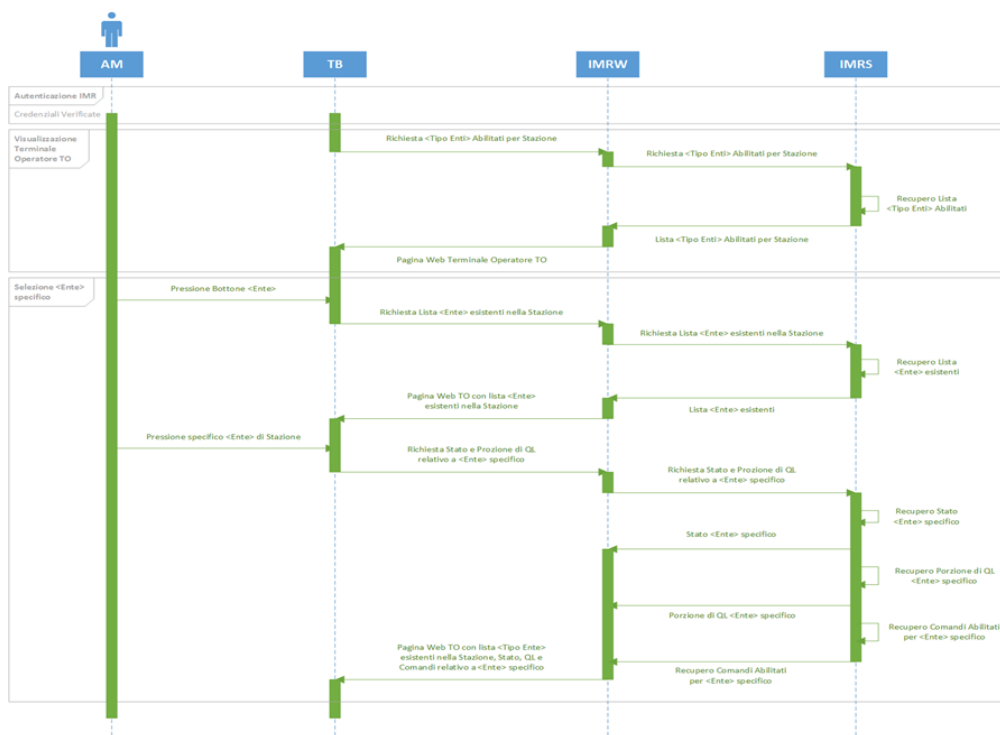 AM
TB
IMRW
IMRS
Autenticazione IMR
Credenziali Verificate
Visualizzazione
Terminale
Operatore TO
Richiesta <Tipo Enti> Abilitati per Stazione
Richiesta <Tipo Enti> Abilitati per Stazione
Recupero Lista
<Tipo Enti> Abilitati
Lista <Tipo Enti> Abilitati per Stazione
Pagina Web Terminale Operatore TO
Selezione <Ente>
specifico
Pressione Bottone <Ente>
Richiesta Lista <Ente> esistenti nella Stazione
Richiesta Lista <Ente> esistenti nella Stazione
Recupero Lista
<Ente> esistenti
Pagina Web TO con lista <Ente>
esistenti nella Stazione
Lista <Ente> esistenti
Pressione specifico <Ente> di Stazione
Richiesta Stato e Prozione di QL
relativo a <Ente> specifico
Richiesta Stato e Prozione di QL
relativo a <Ente> specifico
Recupero Stato
<Ente> specifico
Stato <Ente> specifico
Recupero Porzione di QL
<Ente> specifico
Porzione di QL <Ente> specifico
Recupero Comandi Abilitati
per <Ente> specifico
Pagina Web TO con lista <Tipo Ente>
esistenti nella Stazione, Stato, QL e
Comandi relativo a <Ente> specifico
Recupero Comandi Abilitati
per <Ente> specifico